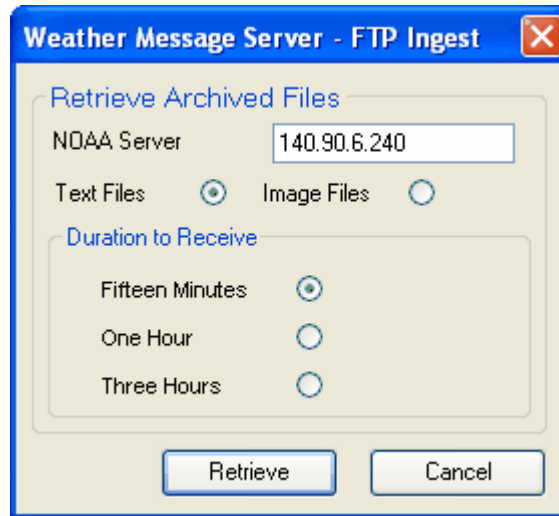 Weather Message Server - FTP Ingest
Retrieve Archived Files
NOAA Server 140.90.6.240
Text Files Image Files
Duration to Receive
Fifteen Minutes
One Hour
Three Hours
Retrieve Cancel